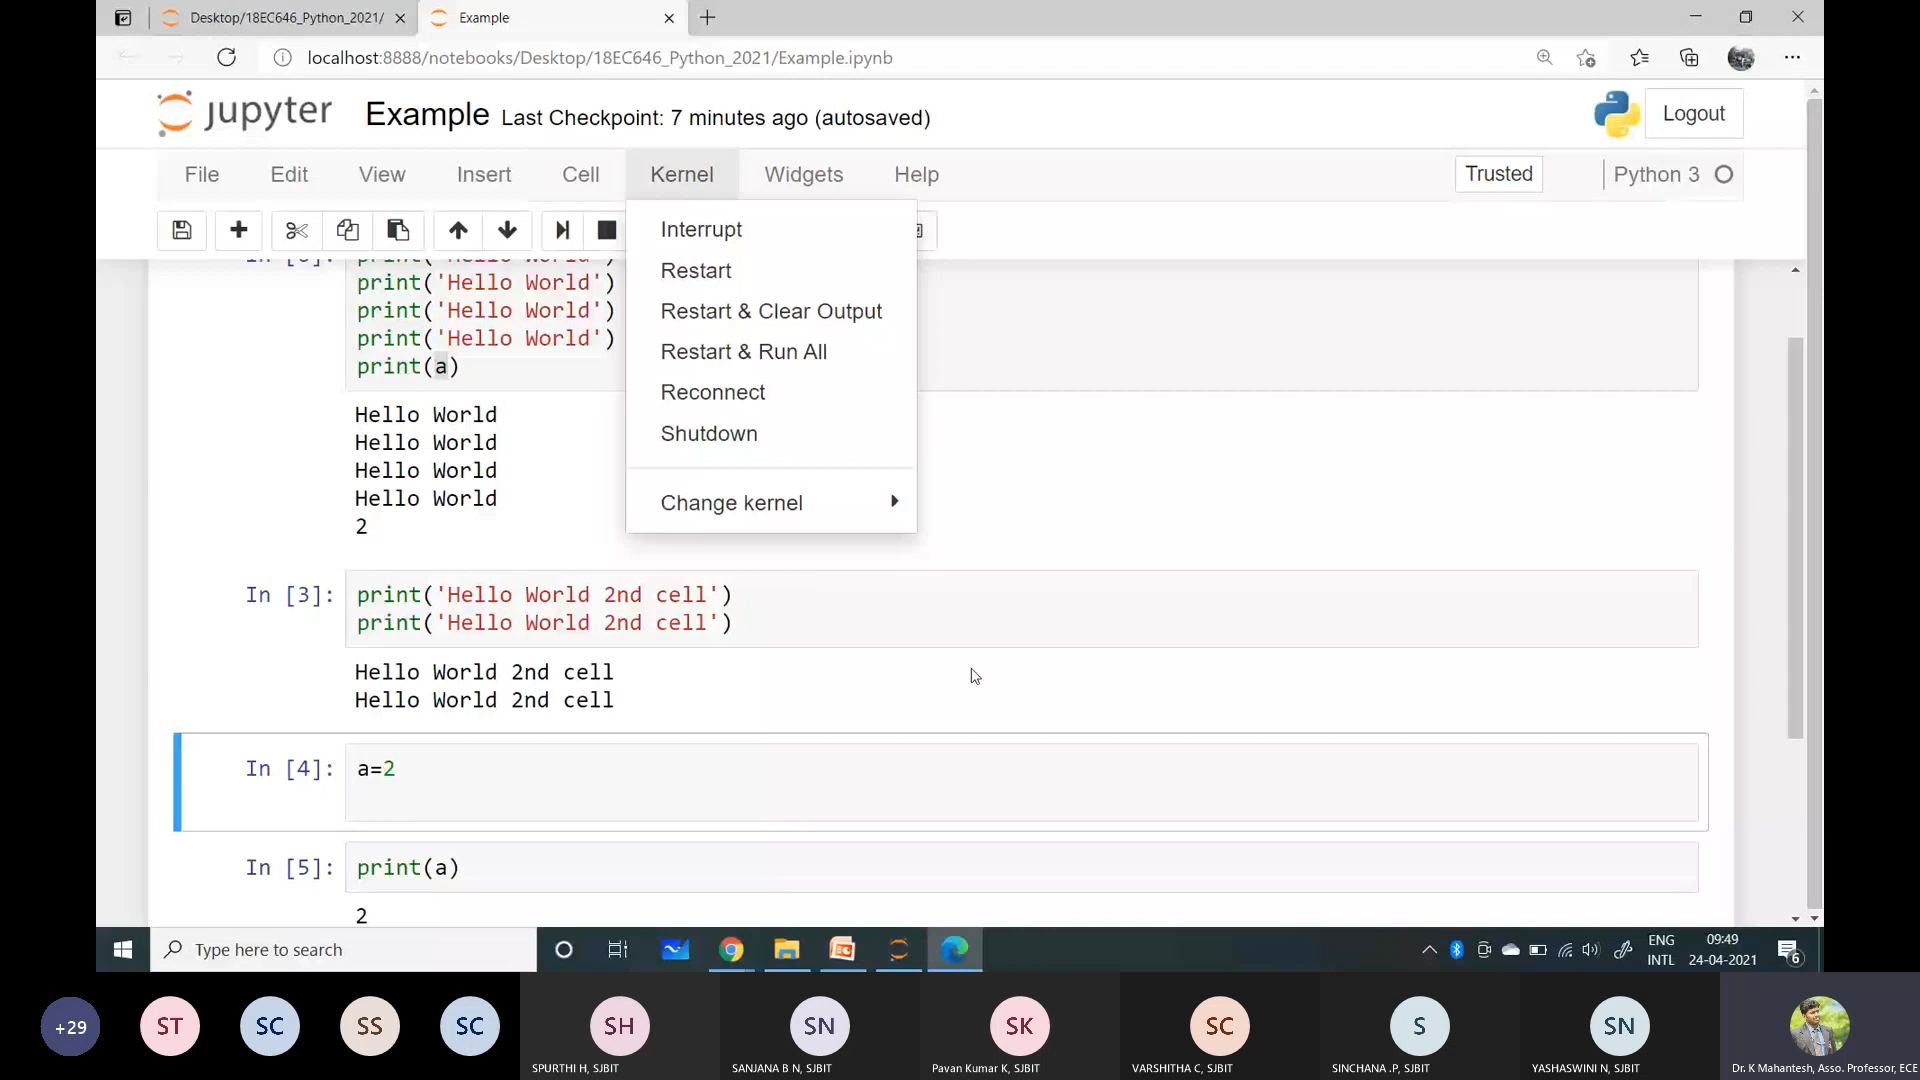 Desktop/18EC646_Python_2021/
Example
localhost:8888/notebooks/Desktop/18EC646_Python_2021/Example.ipynb
jupyter Example Last Checkpoint: 7 minutes ago (autosaved)
Logout
File Edit View Insert Cell Kernel Widgets Help
Trusted
Python 3
Interrupt
Restart
Restart & Clear Output
Restart & Run All
Reconnect
Shutdown
Change kernel
print('Hello World')
print('Hello World')
print('Hello World')
print('Hello World')
print(a)
Hello World
Hello World
Hello World
Hello World
2
In [3]: print('Hello World 2nd cell')
print('Hello World 2nd cell')
Hello World 2nd cell
Hello World 2nd cell
In [4]: a=2
In [5]: print(a)
2
Type here to search
ENG
INTL
09:49
24-04-2021
6
+29
ST
SC
SS
SC
SH
SN
SK
SC
S
SN
SPURTHI H, SJBIT
SANJANA B N, SJBIT
Pavan Kumar K, SJBIT
VARSHITHA C, SJBIT
SINCHANA .P, SJBIT
YASHASWINI N, SJBIT
Dr. K Mahantesh, Asso. Professor, ECE